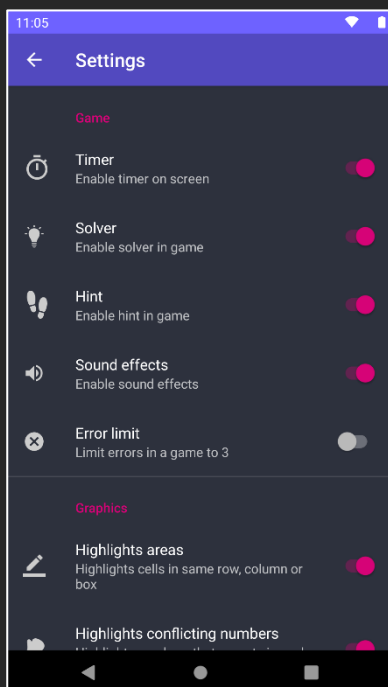 11:05
Settings
Game
Timer
Enable timer on screen
Solver
Enable solver in game
Hint
Enable hint in game
Sound effects
Enable sound effects
Error limit
Limit errors in a game to 3
Graphics
Highlights areas
Highlights cells in same row, column or
box
Highlights conflicting numbers